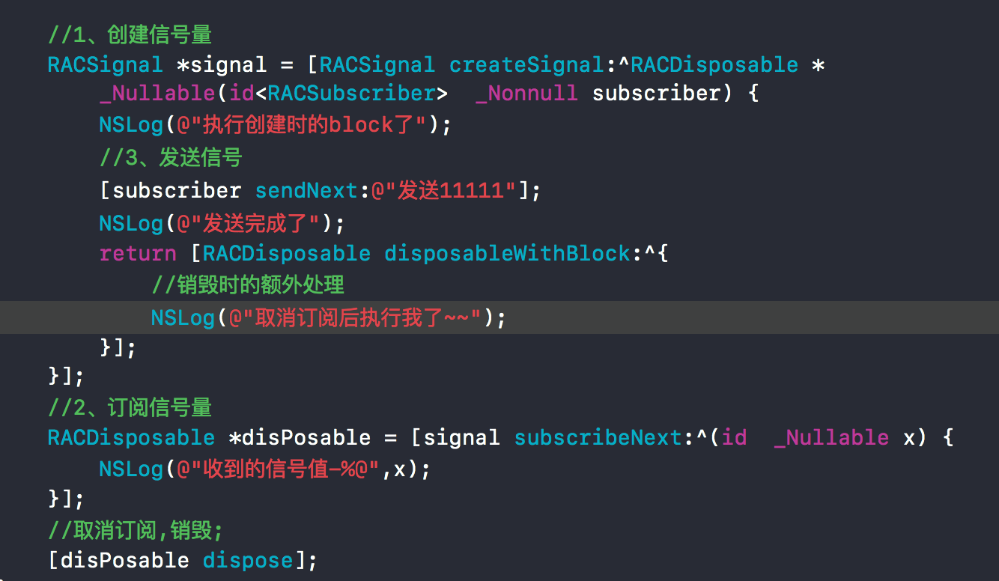 //1、创建信号量
RACSignal *signal = [RACSignal createSignal:^RACDisposable *
_Nullable(id<RACSubscriber>  _Nonnull subscriber) {
NSLog(@"执行创建时的block了");
//3、发送信号
[subscriber sendNext:@"发送11111"];
NSLog(@"发送完成了");
return [RACDisposable disposableWithBlock:^{
//销毁时的额外处理
NSLog(@"取消订阅后执行我了~~");
}];
}];
//2、订阅信号量
RACDisposable *disPosable = [signal subscribeNext:^(id  _Nullable x) {
NSLog(@"收到的信号值—%@",x);
}];
//取消订阅,销毁;
[disPosable dispose];